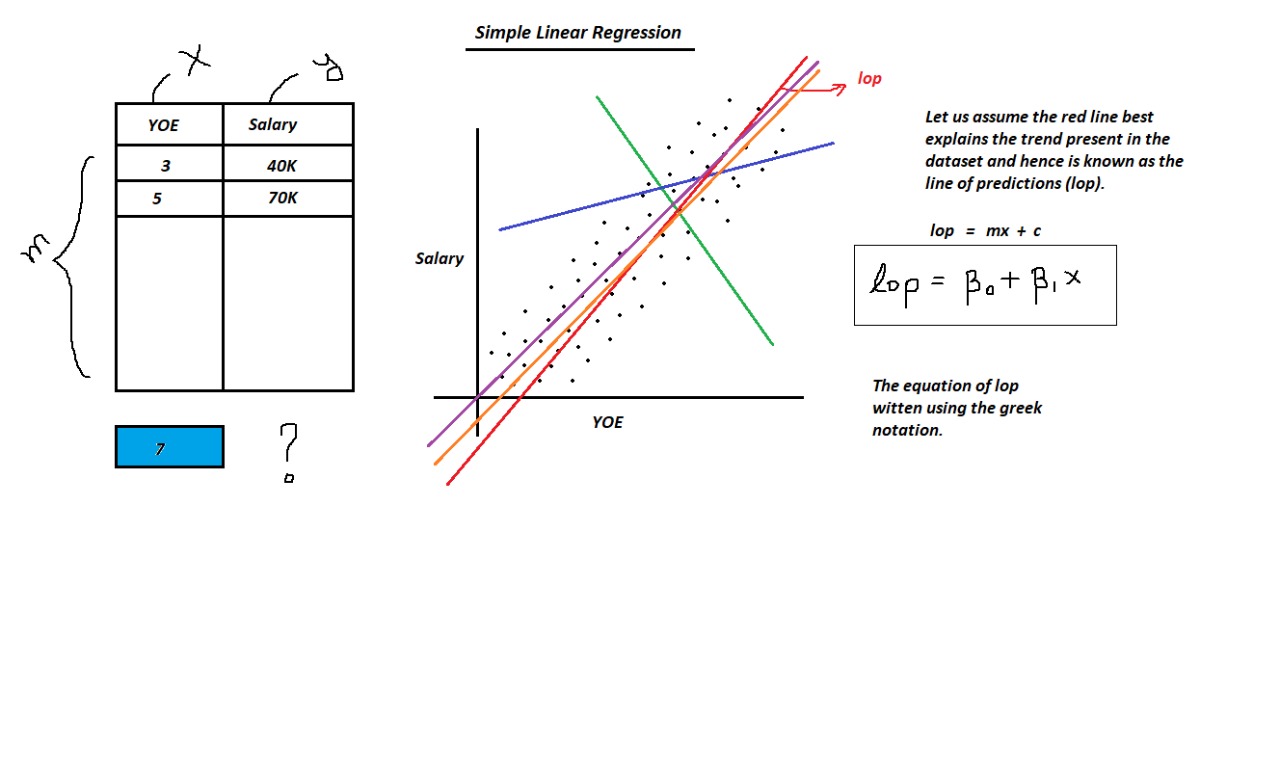 Simple Linear Regression
x y
YOE Salary
3 40K
5 70K
m
7 ?
lop
Salary
YOE
Let us assume the red line best
explains the trend present in the
dataset and hence is known as the
line of predictions (lop).
lop = mx + c
lop = β₀ + β₁ x
The equation of lop
witten using the greek
notation.